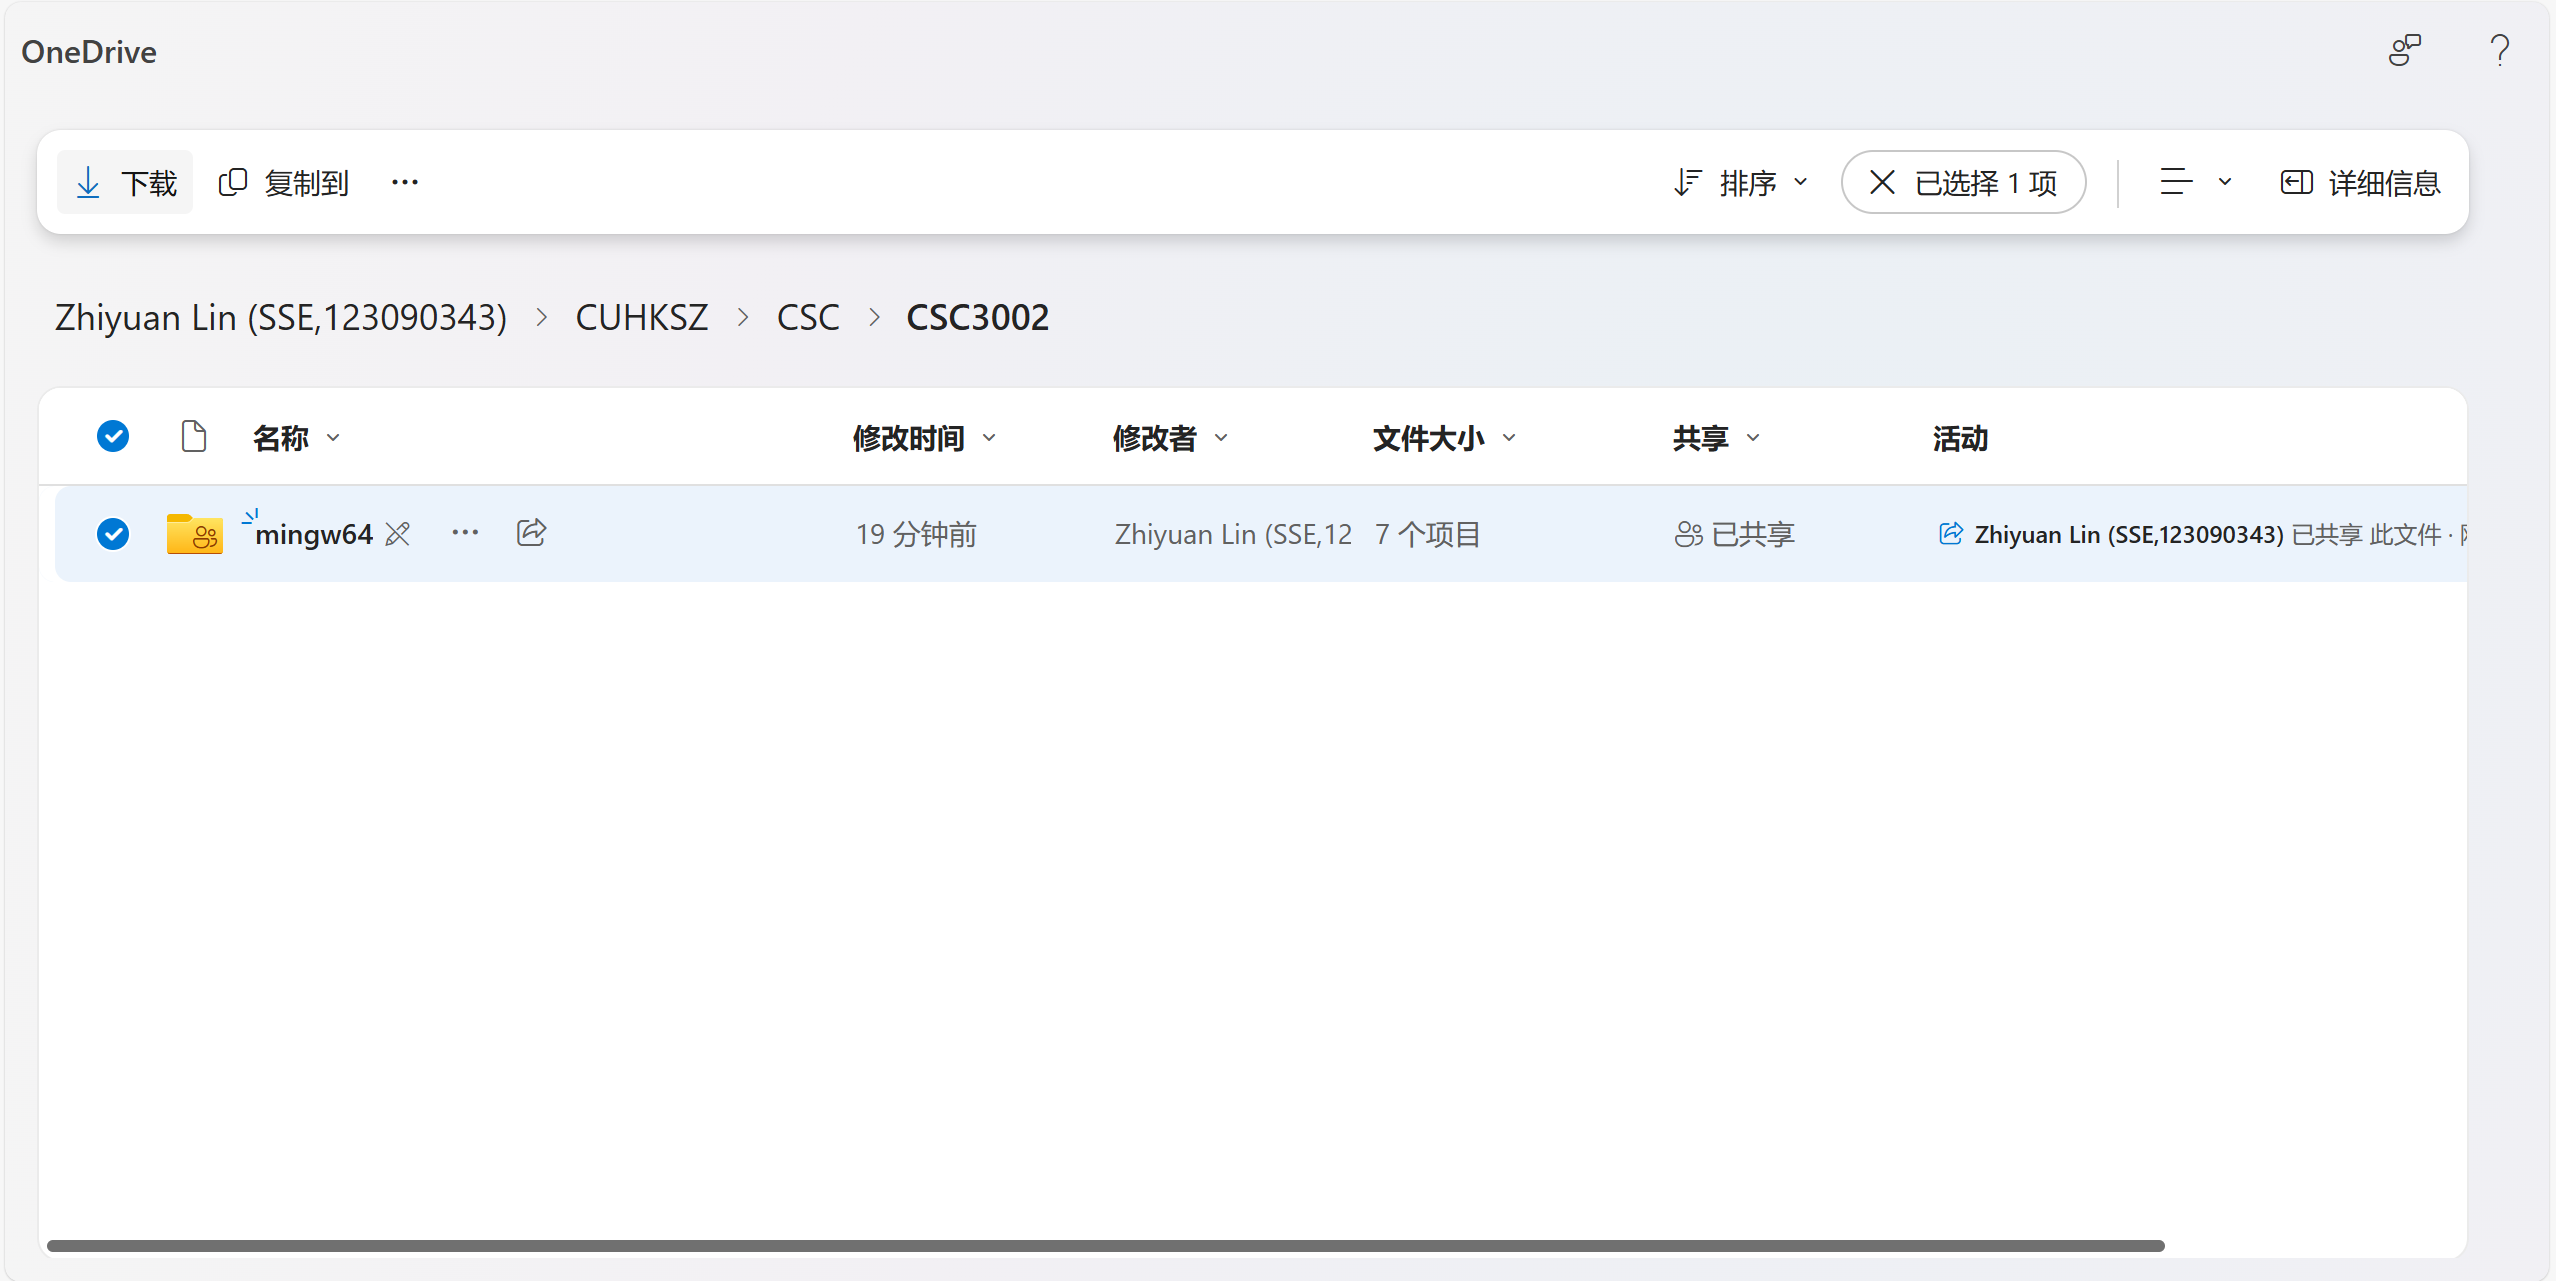 OneDrive
下载 复制到 排序 已选择 1 项 详细信息
Zhiyuan Lin (SSE,123090343) > CUHKSZ > CSC > CSC3002
名称 修改时间 修改者 文件大小 共享 活动
mingw64 19 分钟前 Zhiyuan Lin (SSE,12 7 个项目 已共享 Zhiyuan Lin (SSE,123090343) 已共享 此文件 ·